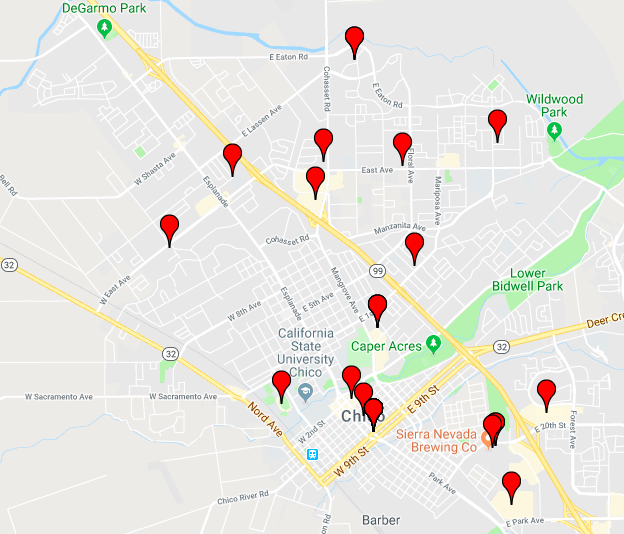 DeGarmo Park
E Eaton Rd
Cohasset Rd
E Eaton Rd
E Lassen Ave
Wildwood
Park
W Shasta Ave
Floral Ave
East Ave
Bell Rd
Esplanade
Mariposa Ave
Manzanita Ave
Cohasset Rd
32
99
Lower
Bidwell Park
W East Ave
Mangrove Ave
Esplanade
E 5th Ave
W 8th Ave
E 1st
Deer Cre
California
State
University
Chico
Caper Acres
32
32
W Sacramento Ave
W Sacramento Ave
Nord Ave
E 9th St
Chico
W 2nd St
Forest Ave
E 20th St
Sierra Nevada
Brewing Co
W 9th St
Park Ave
Chico River Rd
on Rd
Barber
E Park Ave